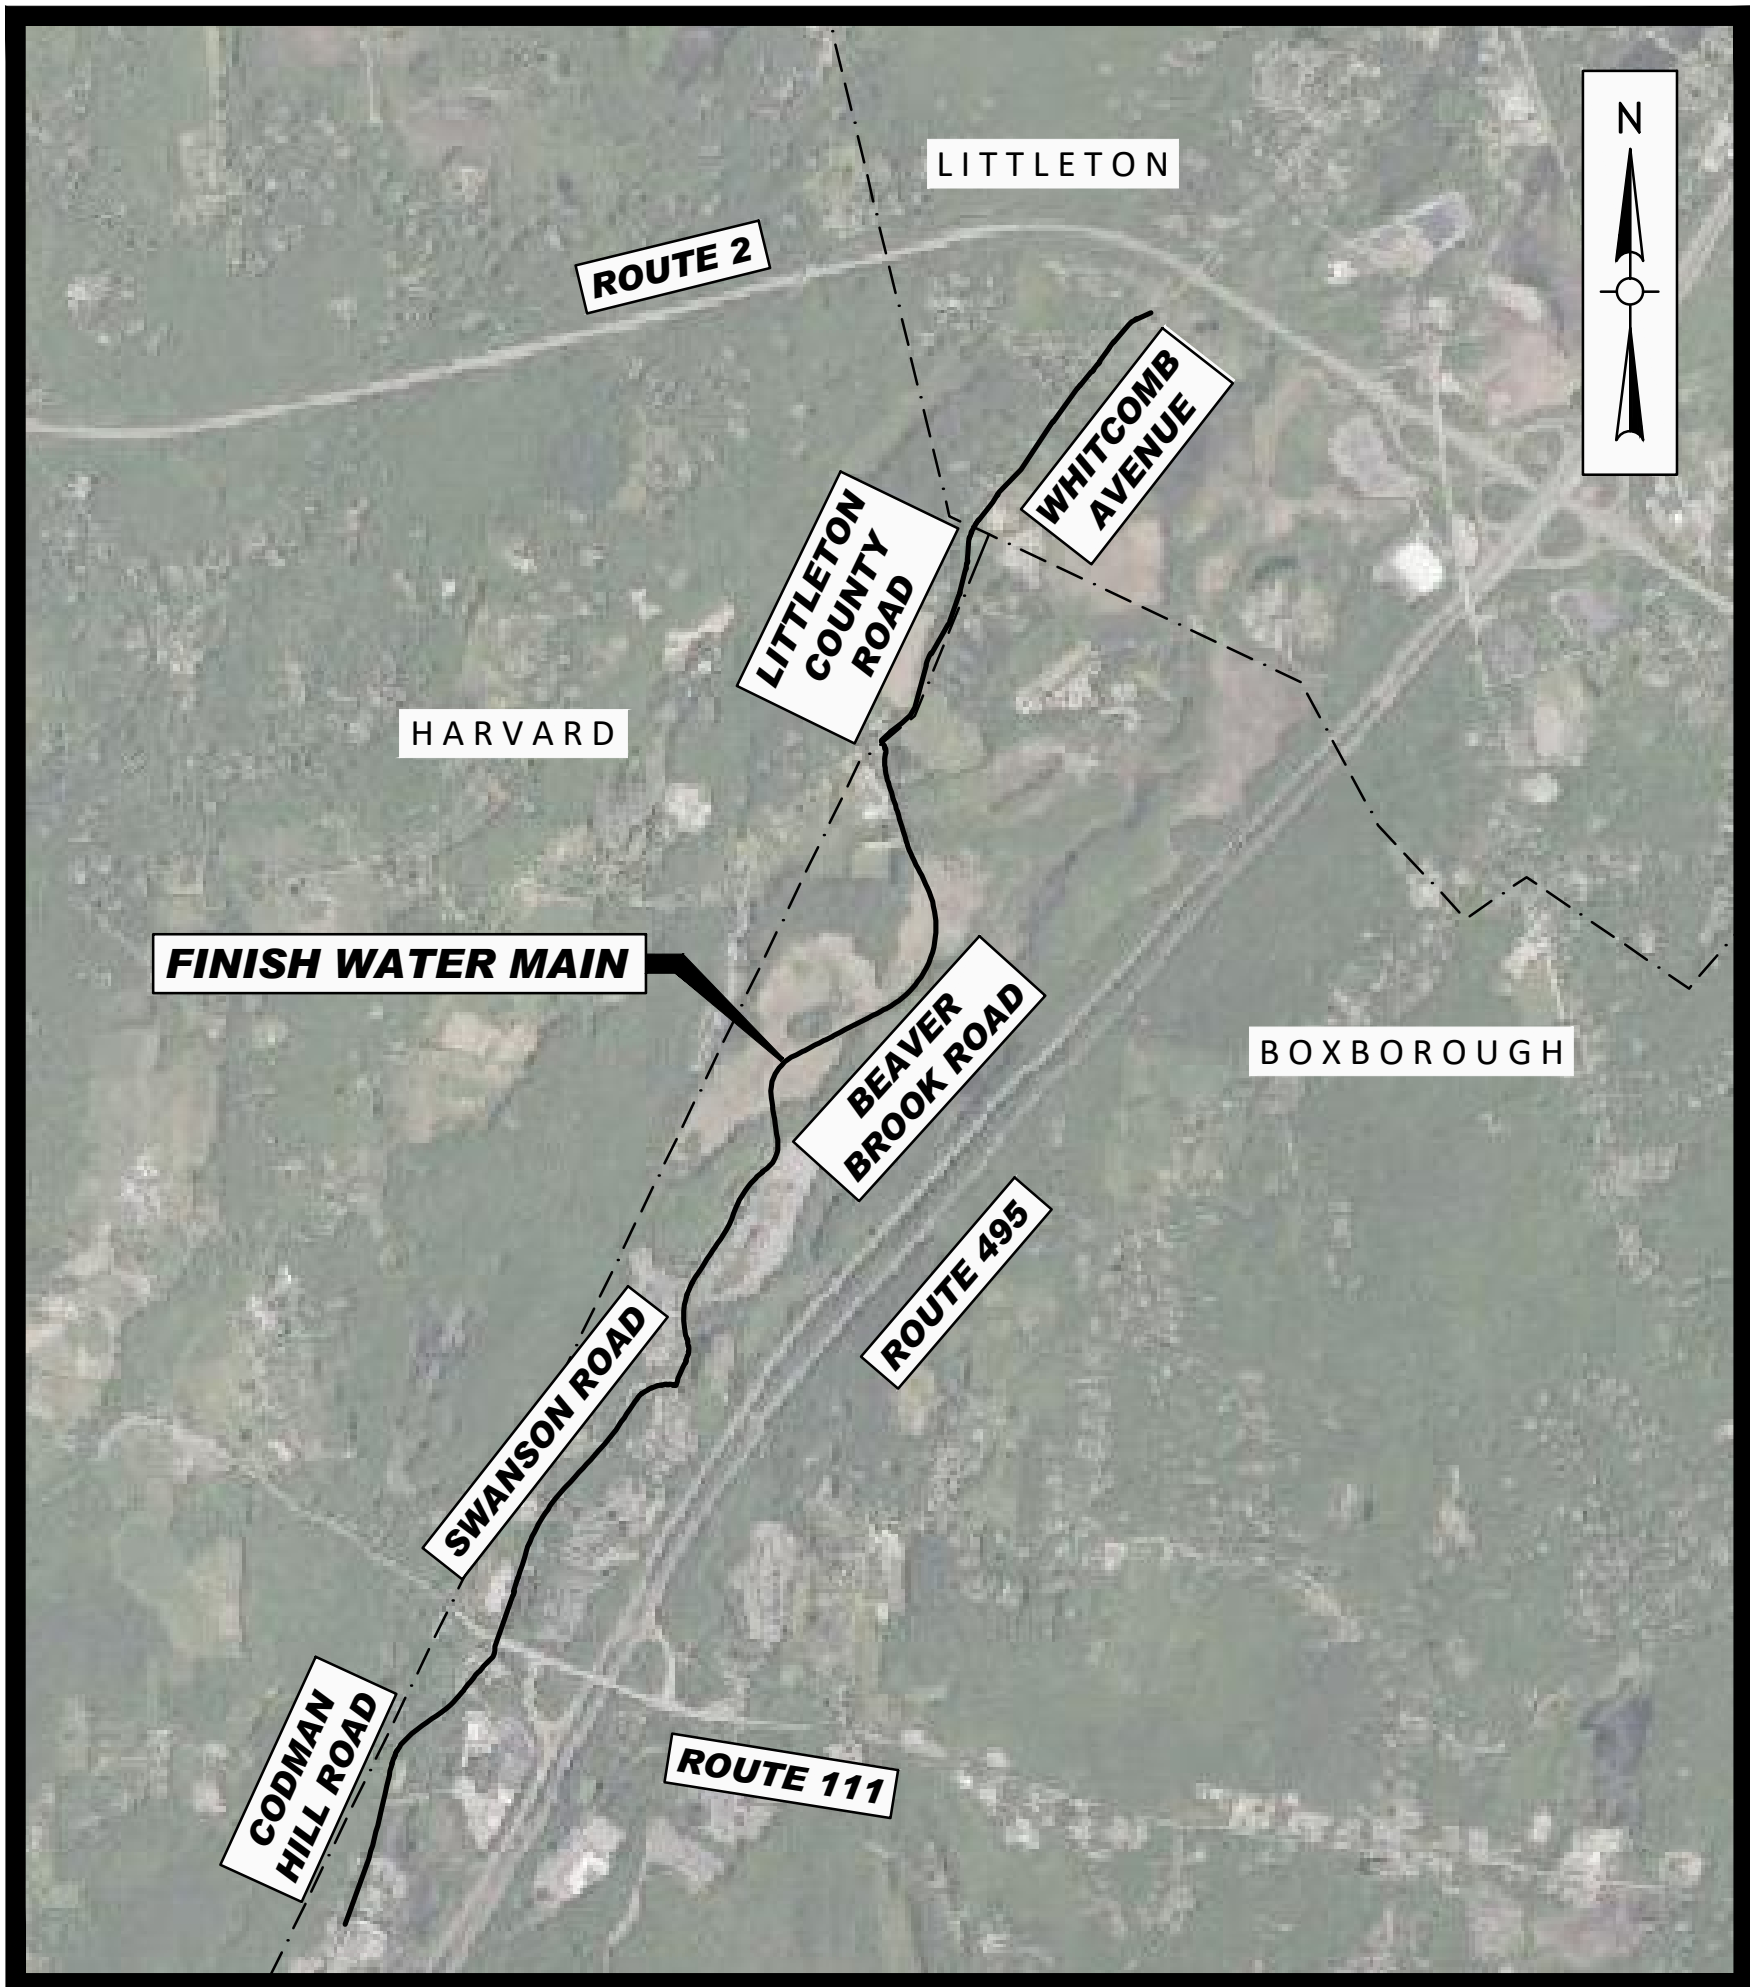 N
LITTLETON
ROUTE 2
WHITCOMB
AVENUE
LITTLETON
COUNTY
ROAD
HARVARD
FINISH WATER MAIN
BEAVER
BROOK ROAD
BOXBOROUGH
ROUTE 495
SWANSON ROAD
CODMAN
HILL ROAD
ROUTE 111